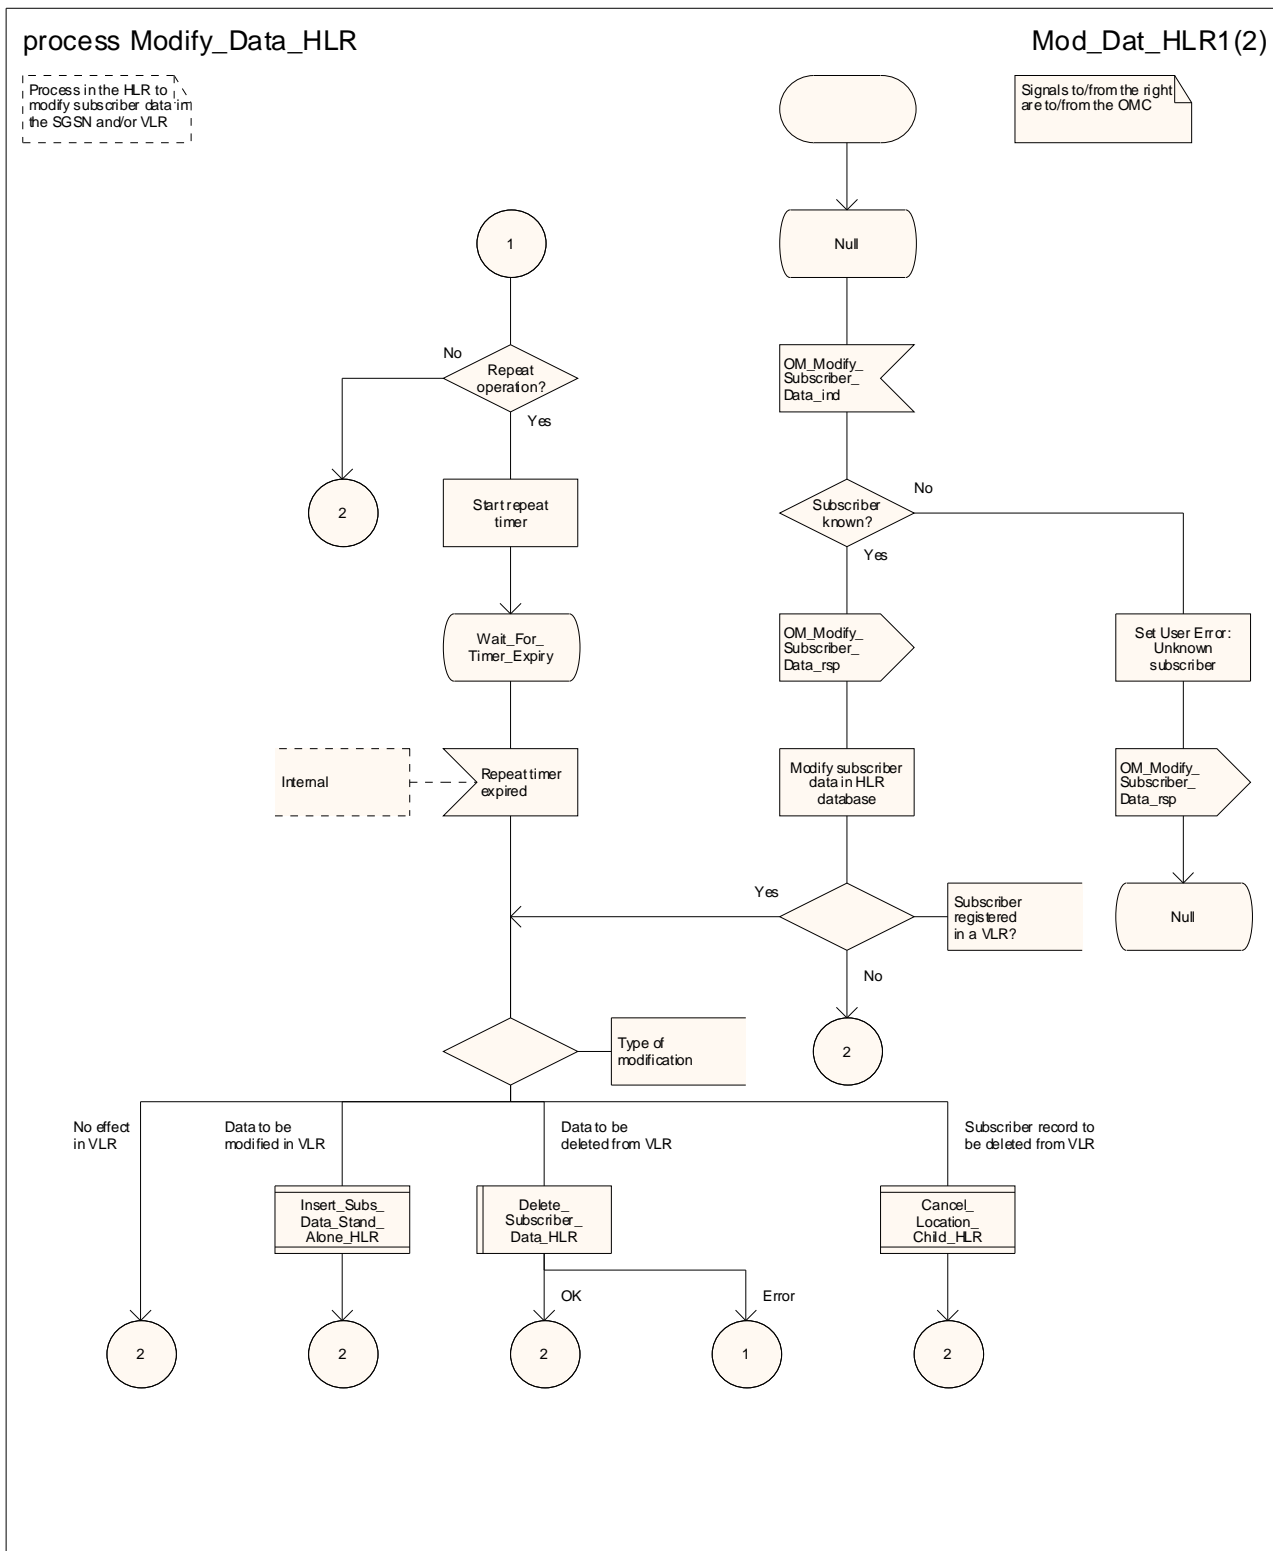 process Modify_Data_HLR
Mod_Dat_HLR1(2)
Process in the HLR to
modify subscriber data in
the SGSN and/or VLR
Signals to/from the right
are to/from the OMC
1
Null
No
Repeat
operation?
Yes
OM_Modify_
Subscriber_
Data_ind
2
Start repeat
timer
Subscriber
known?
No
Yes
Wait_For_
Timer_Expiry
OM_Modify_
Subscriber_
Data_rsp
Set User Error:
Unknown
subscriber
Internal
Repeat timer
expired
Modify subscriber
data in HLR
database
OM_Modify_
Subscriber_
Data_rsp
Yes
Subscriber
registered
in a VLR?
Null
No
Type of
modification
2
No effect
in VLR
Data to be
modified in VLR
Data to be
deleted from VLR
Subscriber record to
be deleted from VLR
Insert_Subs_
Data_Stand_
Alone_HLR
Delete_
Subscriber_
Data_HLR
Cancel_
Location_
Child_HLR
OK
Error
2
2
2
1
2